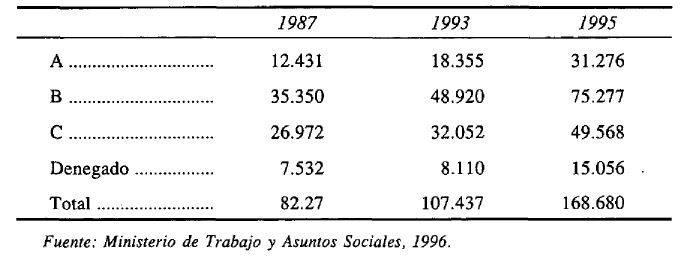 1987 1993 1995
A .............................. 12.431 18.355 31.276
B .............................. 35.350 48.920 75.277
C .............................. 26.972 32.052 49.568
Denegado ................ 7.532 8.110 15.056 .
Total ........................ 82.27 107.437 168.680
Fuente: Ministerio de Trabajo y Asuntos Sociales, 1996.